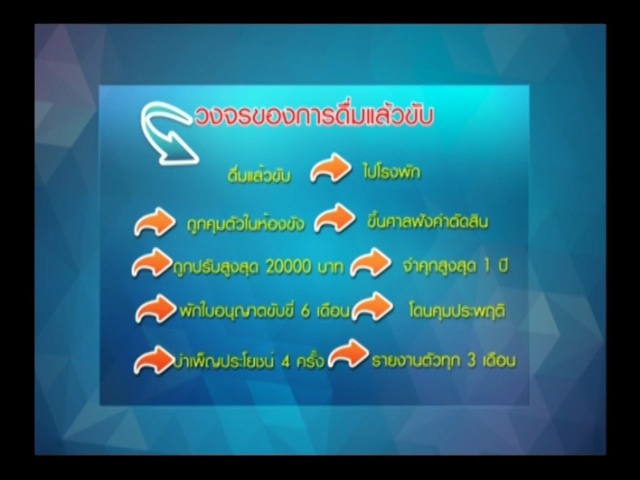 วงจรของการดื่มแล้วขับ
ดื่มแล้วขับ ไปโรงพัก
ถูกคุมตัวในห้องขัง ขึ้นศาลฟังคำตัดสิน
ถูกปรับสูงสุด 20000 บาท จำคุกสูงสุด 1 ปี
พักใบอนุญาตขับขี่ 6 เดือน โดนคุมประพฤติ
บำเพ็ญประโยชน์ 4 ครั้ง รายงานตัวทุก 3 เดือน